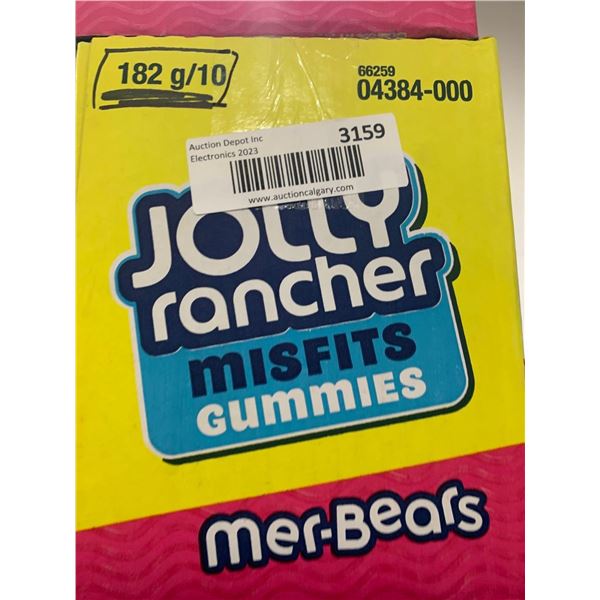 182 g/10
66259
04384-000
Auction Depot Inc
Electronics 2023
3159
www.auctioncalgary.com
JOLLY
rancher
MISFITS
GUMMIES
mer-Bears